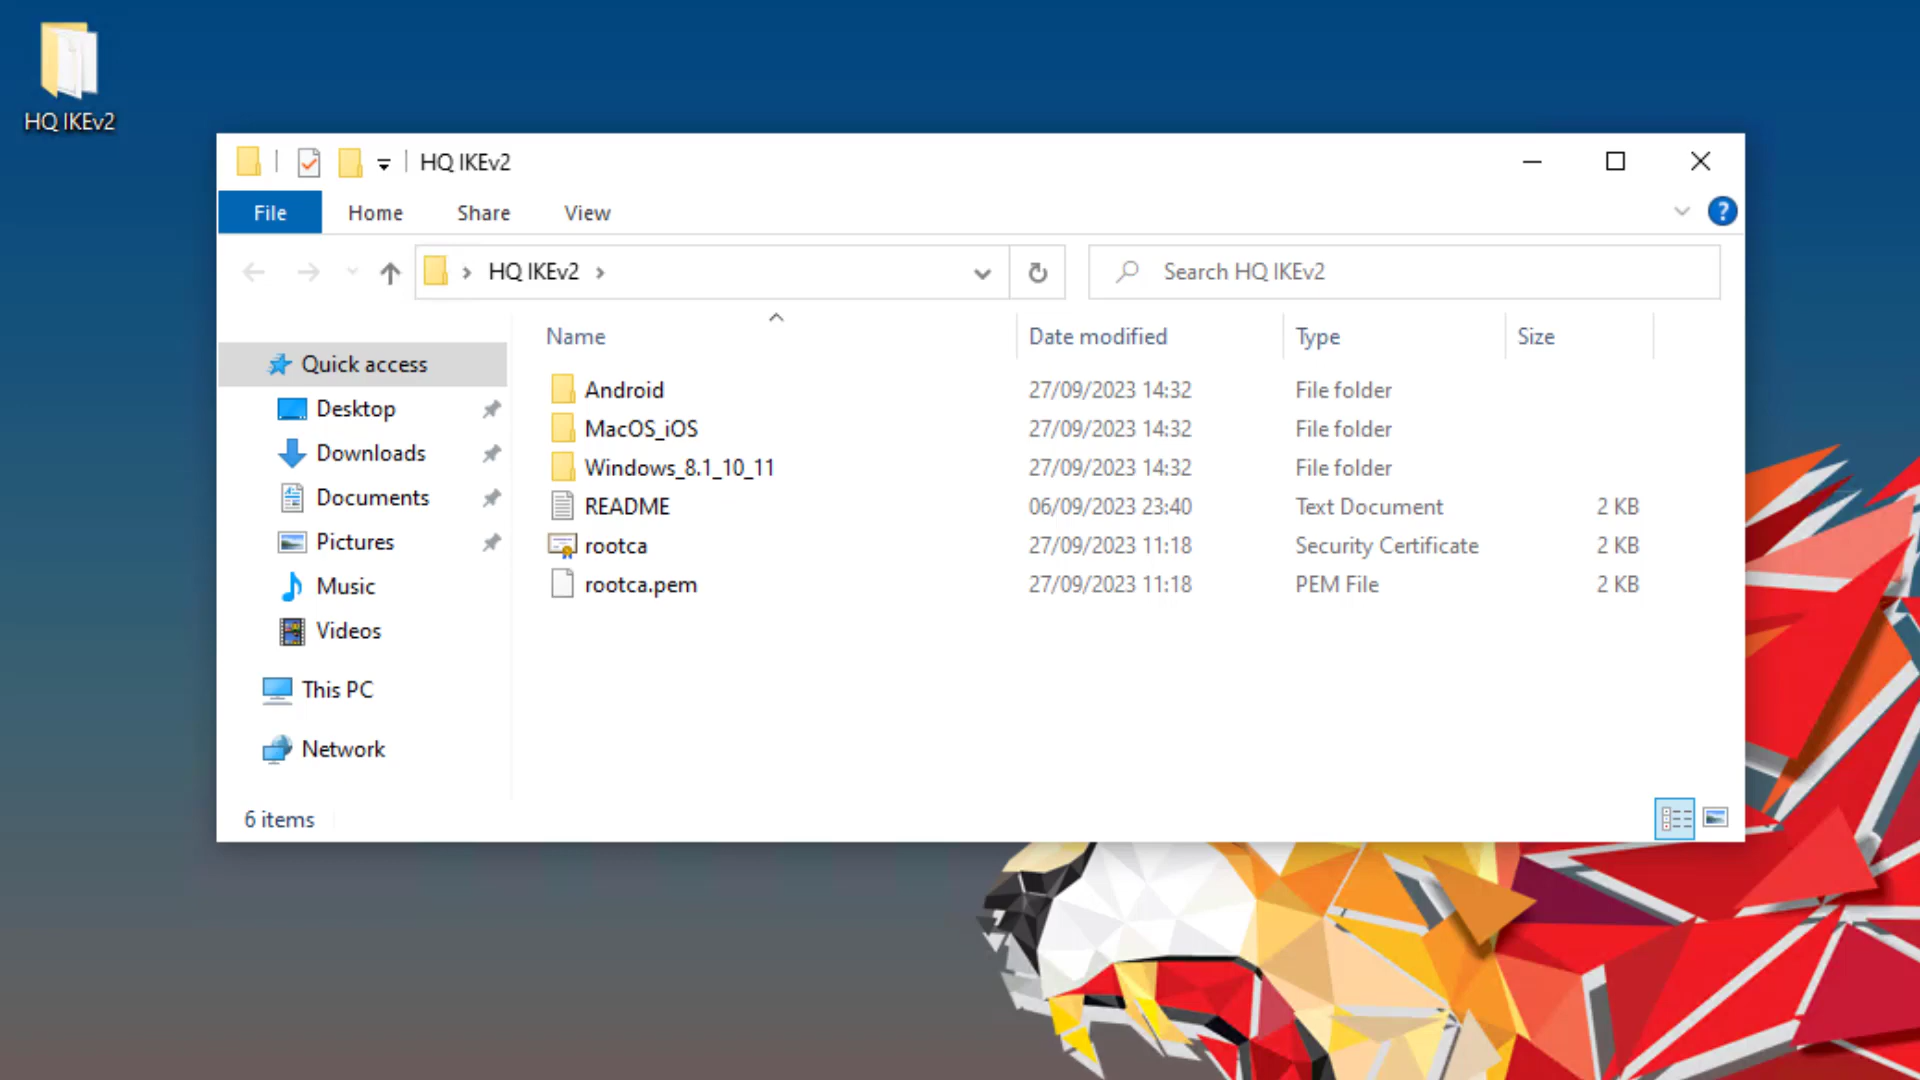 HQ IKEv2
HQ IKEv2
File Home Share View
HQ IKEv2
Search HQ IKEv2
Name Date modified Type Size
Quick access
Desktop
Downloads
Documents
Pictures
Music
Videos
This PC
Network
Android 27/09/2023 14:32 File folder
MacOS_iOS 27/09/2023 14:32 File folder
Windows_8.1_10_11 27/09/2023 14:32 File folder
README 06/09/2023 23:40 Text Document 2 KB
rootca 27/09/2023 11:18 Security Certificate 2 KB
rootca.pem 27/09/2023 11:18 PEM File 2 KB
6 items